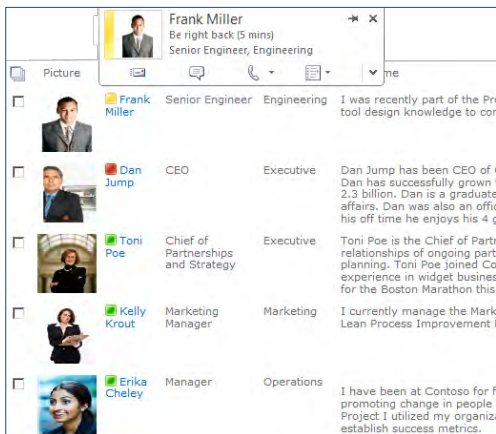 Frank Miller
Be right back (5 mins)
Senior Engineer, Engineering
Picture
me
Frank Miller Senior Engineer Engineering I was recently part of the Pr
tool design knowledge to co
Dan Jump CEO Executive Dan Jump has been CEO of
Dan has successfully grown
2.3 billion. Dan is a graduate
affairs. Dan was also an offi
his off time he enjoys his 4 g
Toni Poe Chief of Partnerships and Strategy Executive Toni Poe is the Chief of Part
relationships of ongoing part
planning. Toni Poe joined Co
experience in widget busines
for the Boston Marathon this
Kelly Krout Marketing Manager Marketing I currently manage the Mark
Lean Process Improvement
Erika Cheley Manager Operations I have been at Contoso for f
promoting change in people
Project I utilized my organiza
establish success metrics.